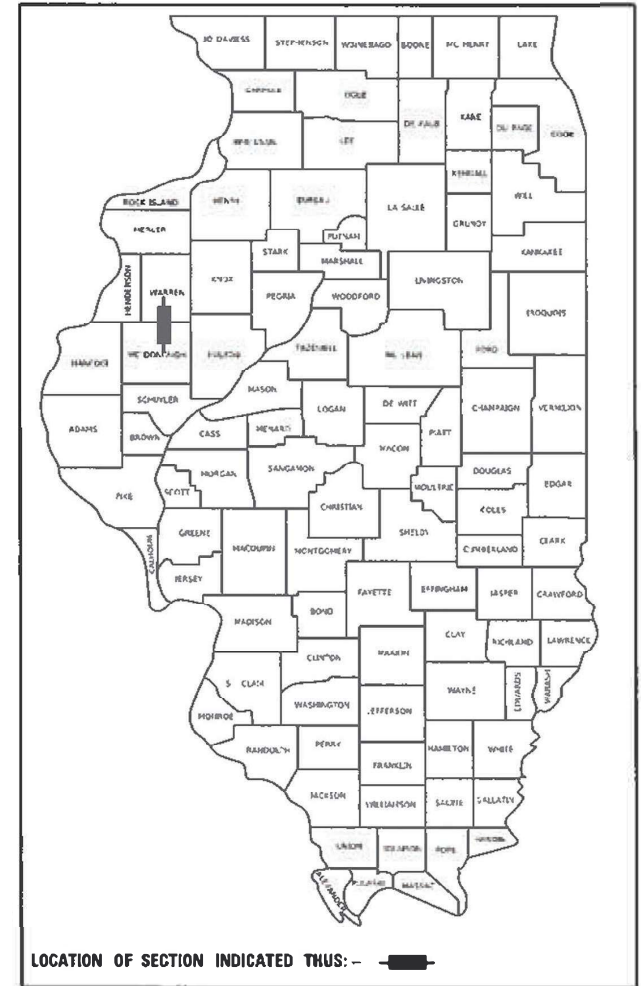 JO DAVIESS STEPHENSON WINNEBAGO BOONE MC HENRY LAKE
CARROLL OGLE
DE KALB KANE DU PAGE COOK
LEE
KENDALL
WILL
ROCK ISLAND HENRY BUREAU LA SALLE
GRUNDY
MERCER PUTNAM
KANKAKEE
STARK MARSHALL
HENDERSON WARREN KNOX LIVINGSTON
PEORIA WOODFORD
IROQUOIS
HANCOCK MC DONOUGH FULTON TAZEWELL MC LEAN FORD
MASON
SCHUYLER DE WITT
LOGAN CHAMPAIGN VERMILION
ADAMS BROWN CASS MENARD PIATT
MACON
MORGAN SANGAMON DOUGLAS
PIKE SCOTT MOULTRIE EDGAR
CHRISTIAN COLES
GREENE SHELBY
CALHOUN MACOUPIN MONTGOMERY CUMBERLAND CLARK
JERSEY
FAYETTE EFFINGHAM JASPER CRAWFORD
BOND
MADISON
CLAY RICHLAND LAWRENCE
CLINTON MARION
S CLAIR WAYNE EDWARDS WABASH
WASHINGTON JEFFERSON
MONROE
RANDOLPH PERRY HAMILTON WHITE
FRANKLIN
JACKSON WILLIAMSON SALINE GALLATIN
UNION JOHNSON POPE HARDIN
ALEXANDER PULASKI MASSAC
LOCATION OF SECTION INDICATED THUS: –